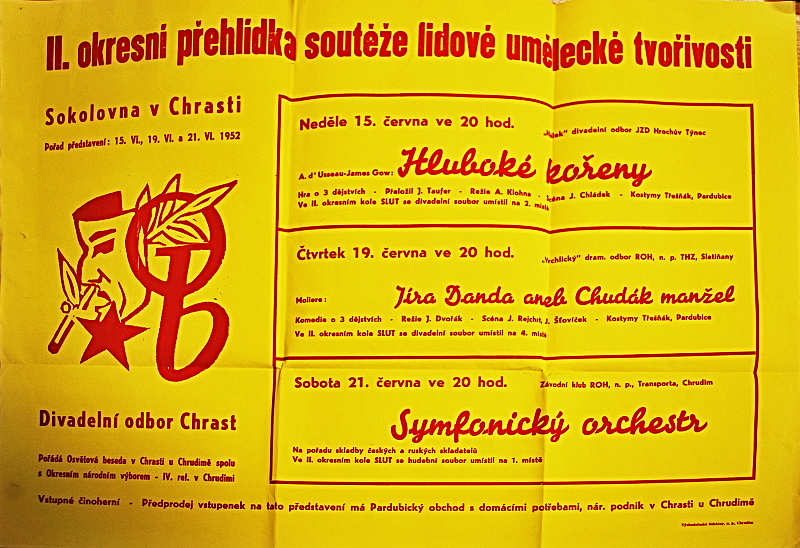 II. okresní přehlídka soutěže lidové umělecké tvořivosti
Sokolovna v Chrasti
Pořad představení: 15. VI., 19. VI. a 21. VI. 1952
Divadelní odbor Chrast
Pořádá Osvětová beseda v Chrasti u Chrudimě spolu
s Okresním národním výborem - IV. ref. v Chrudimi
Neděle 15. června ve 20 hod.
divadelní odbor JZD Hrochův Týnec
A. d'Usseau-James Gow: Hluboké kořeny
Hra o 3 dějstvích - Přeložil J. Taufer - Režie A. Klohna - Scéna J. Chládek - Kostymy Třešňák, Pardubice
Ve II. okresním kole SLUT se divadelní soubor umístil na 2. místě
Čtvrtek 19. června ve 20 hod.
„Vrchlický" dram. odbor ROH, n. p. THZ, Slatiňany
Moliere: Jíra Danda aneb Chudák manžel
Komedie o 3 dějstvích - Režie J. Dvořák - Scéna J. Rejchrt, J. Šťovíček - Kostymy Třešňák, Pardubice
Ve II. okresním kole SLUT se divadelní soubor umístil na 4. místě
Sobota 21. června ve 20 hod.
Závodní klub ROH, n. p., Transporta, Chrudim
Symfonický orchestr
Na pořadu skladby českých a ruských skladatelů
Ve II. okresním kole SLUT se hudební soubor umístil na 1. místě
Vstupné činoherní - Předprodej vstupenek na tato představení má Pardubický obchod s domácími potřebami, nár. podnik v Chrasti u Chrudimě